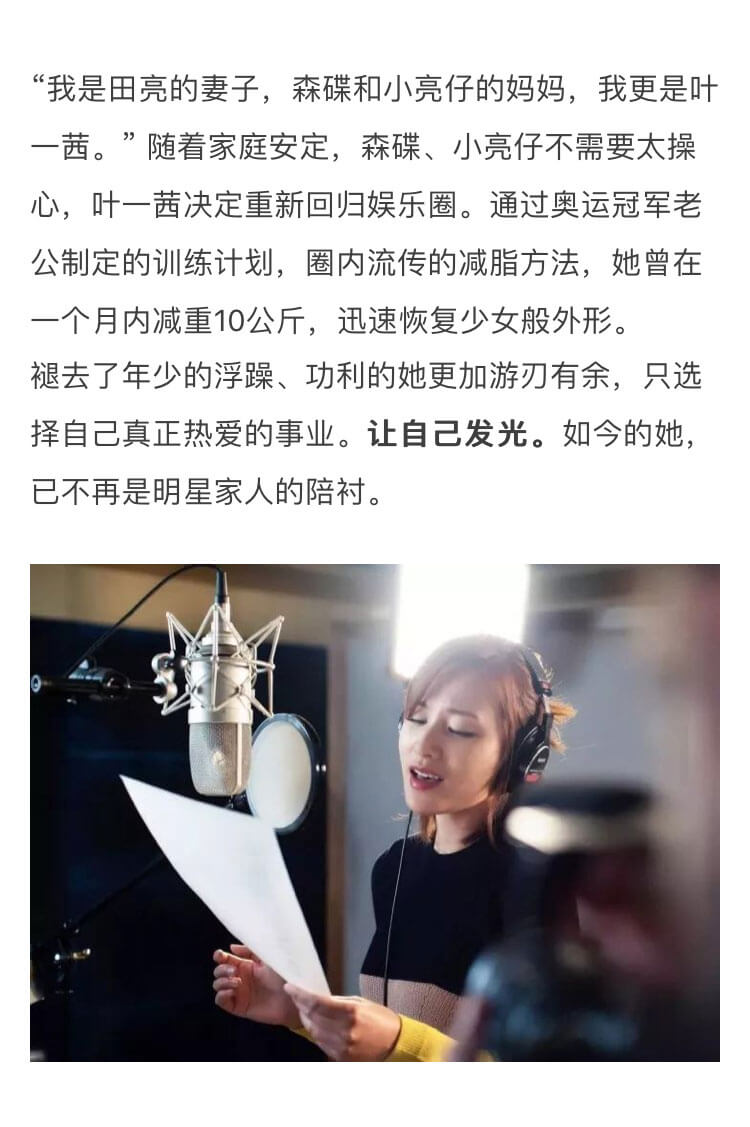 “我是田亮的妻子，森碟和小亮仔的妈妈，我更是叶
一茜。” 随着家庭安定，森碟、小亮仔不需要太操
心，叶一茜决定重新回归娱乐圈。通过奥运冠军老
公制定的训练计划，圈内流传的减脂方法，她曾在
一个月内减重10公斤，迅速恢复少女般外形。
褪去了年少的浮躁、功利的她更加游刃有余，只选
择自己真正热爱的事业。让自己发光。如今的她，
已不再是明星家人的陪衬。